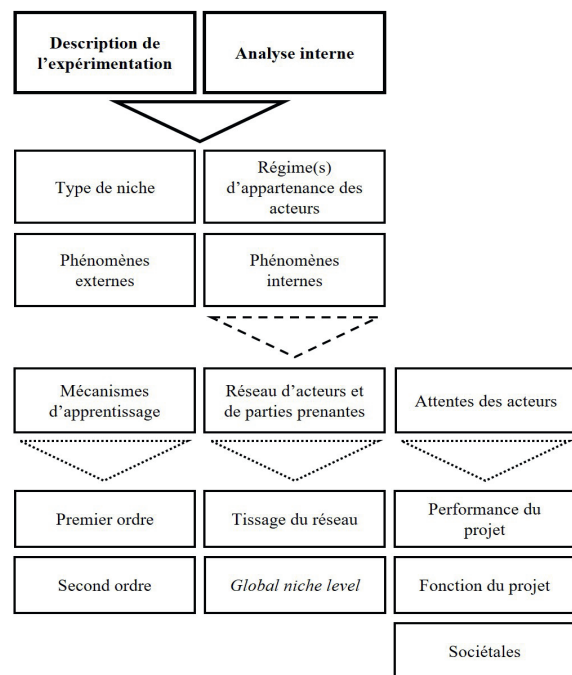 Description de
l'expérimentation
Analyse interne
Type de niche
Régime(s)
d'appartenance des
acteurs
Phénomènes
externes
Phénomènes
internes
Mécanismes
d'apprentissage
Réseau d'acteurs et
de parties prenantes
Attentes des acteurs
Premier ordre
Tissage du réseau
Performance du
projet
Second ordre
Global niche level
Fonction du projet
Sociétales